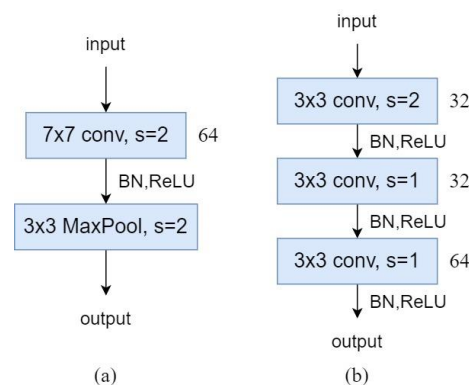 input
7x7 conv, s=2 64
BN,ReLU
3x3 MaxPool, s=2
output
(a)
input
3x3 conv, s=2 32
BN,ReLU
3x3 conv, s=1 32
BN,ReLU
3x3 conv, s=1 64
BN,ReLU
output
(b)